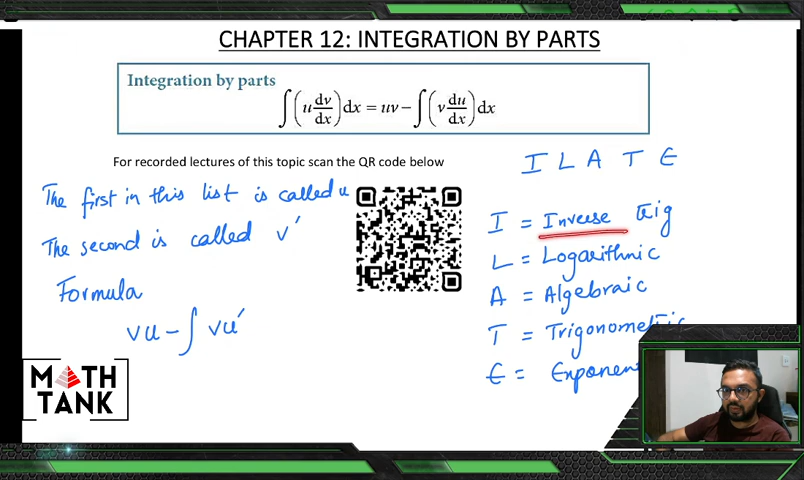 CHAPTER 12: INTEGRATION BY PARTS
Integration by parts
∫(u dv/dx)dx = uv − ∫(v du/dx)dx
For recorded lectures of this topic scan the QR code below
I L A T E
The first in this list is called u
The second is called v′
Formula
vu − ∫ vu′
I = Inverse Trig
L = Logarithmic
A = Algebraic
T = Trigonometric
E =
MATH
TANK